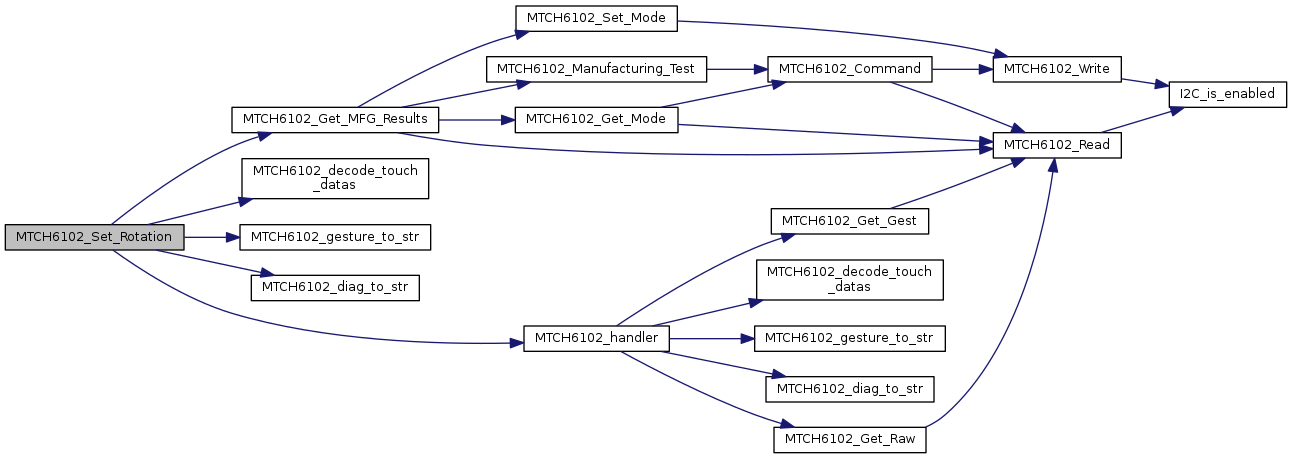 MTCH6102_Set_Mode
MTCH6102_Manufacturing_Test
MTCH6102_Command
MTCH6102_Write
I2C_is_enabled
MTCH6102_Get_MFG_Results
MTCH6102_Get_Mode
MTCH6102_Read
MTCH6102_decode_touch
_datas
MTCH6102_Set_Rotation
MTCH6102_gesture_to_str
MTCH6102_Get_Gest
MTCH6102_diag_to_str
MTCH6102_decode_touch
_datas
MTCH6102_handler
MTCH6102_gesture_to_str
MTCH6102_diag_to_str
MTCH6102_Get_Raw